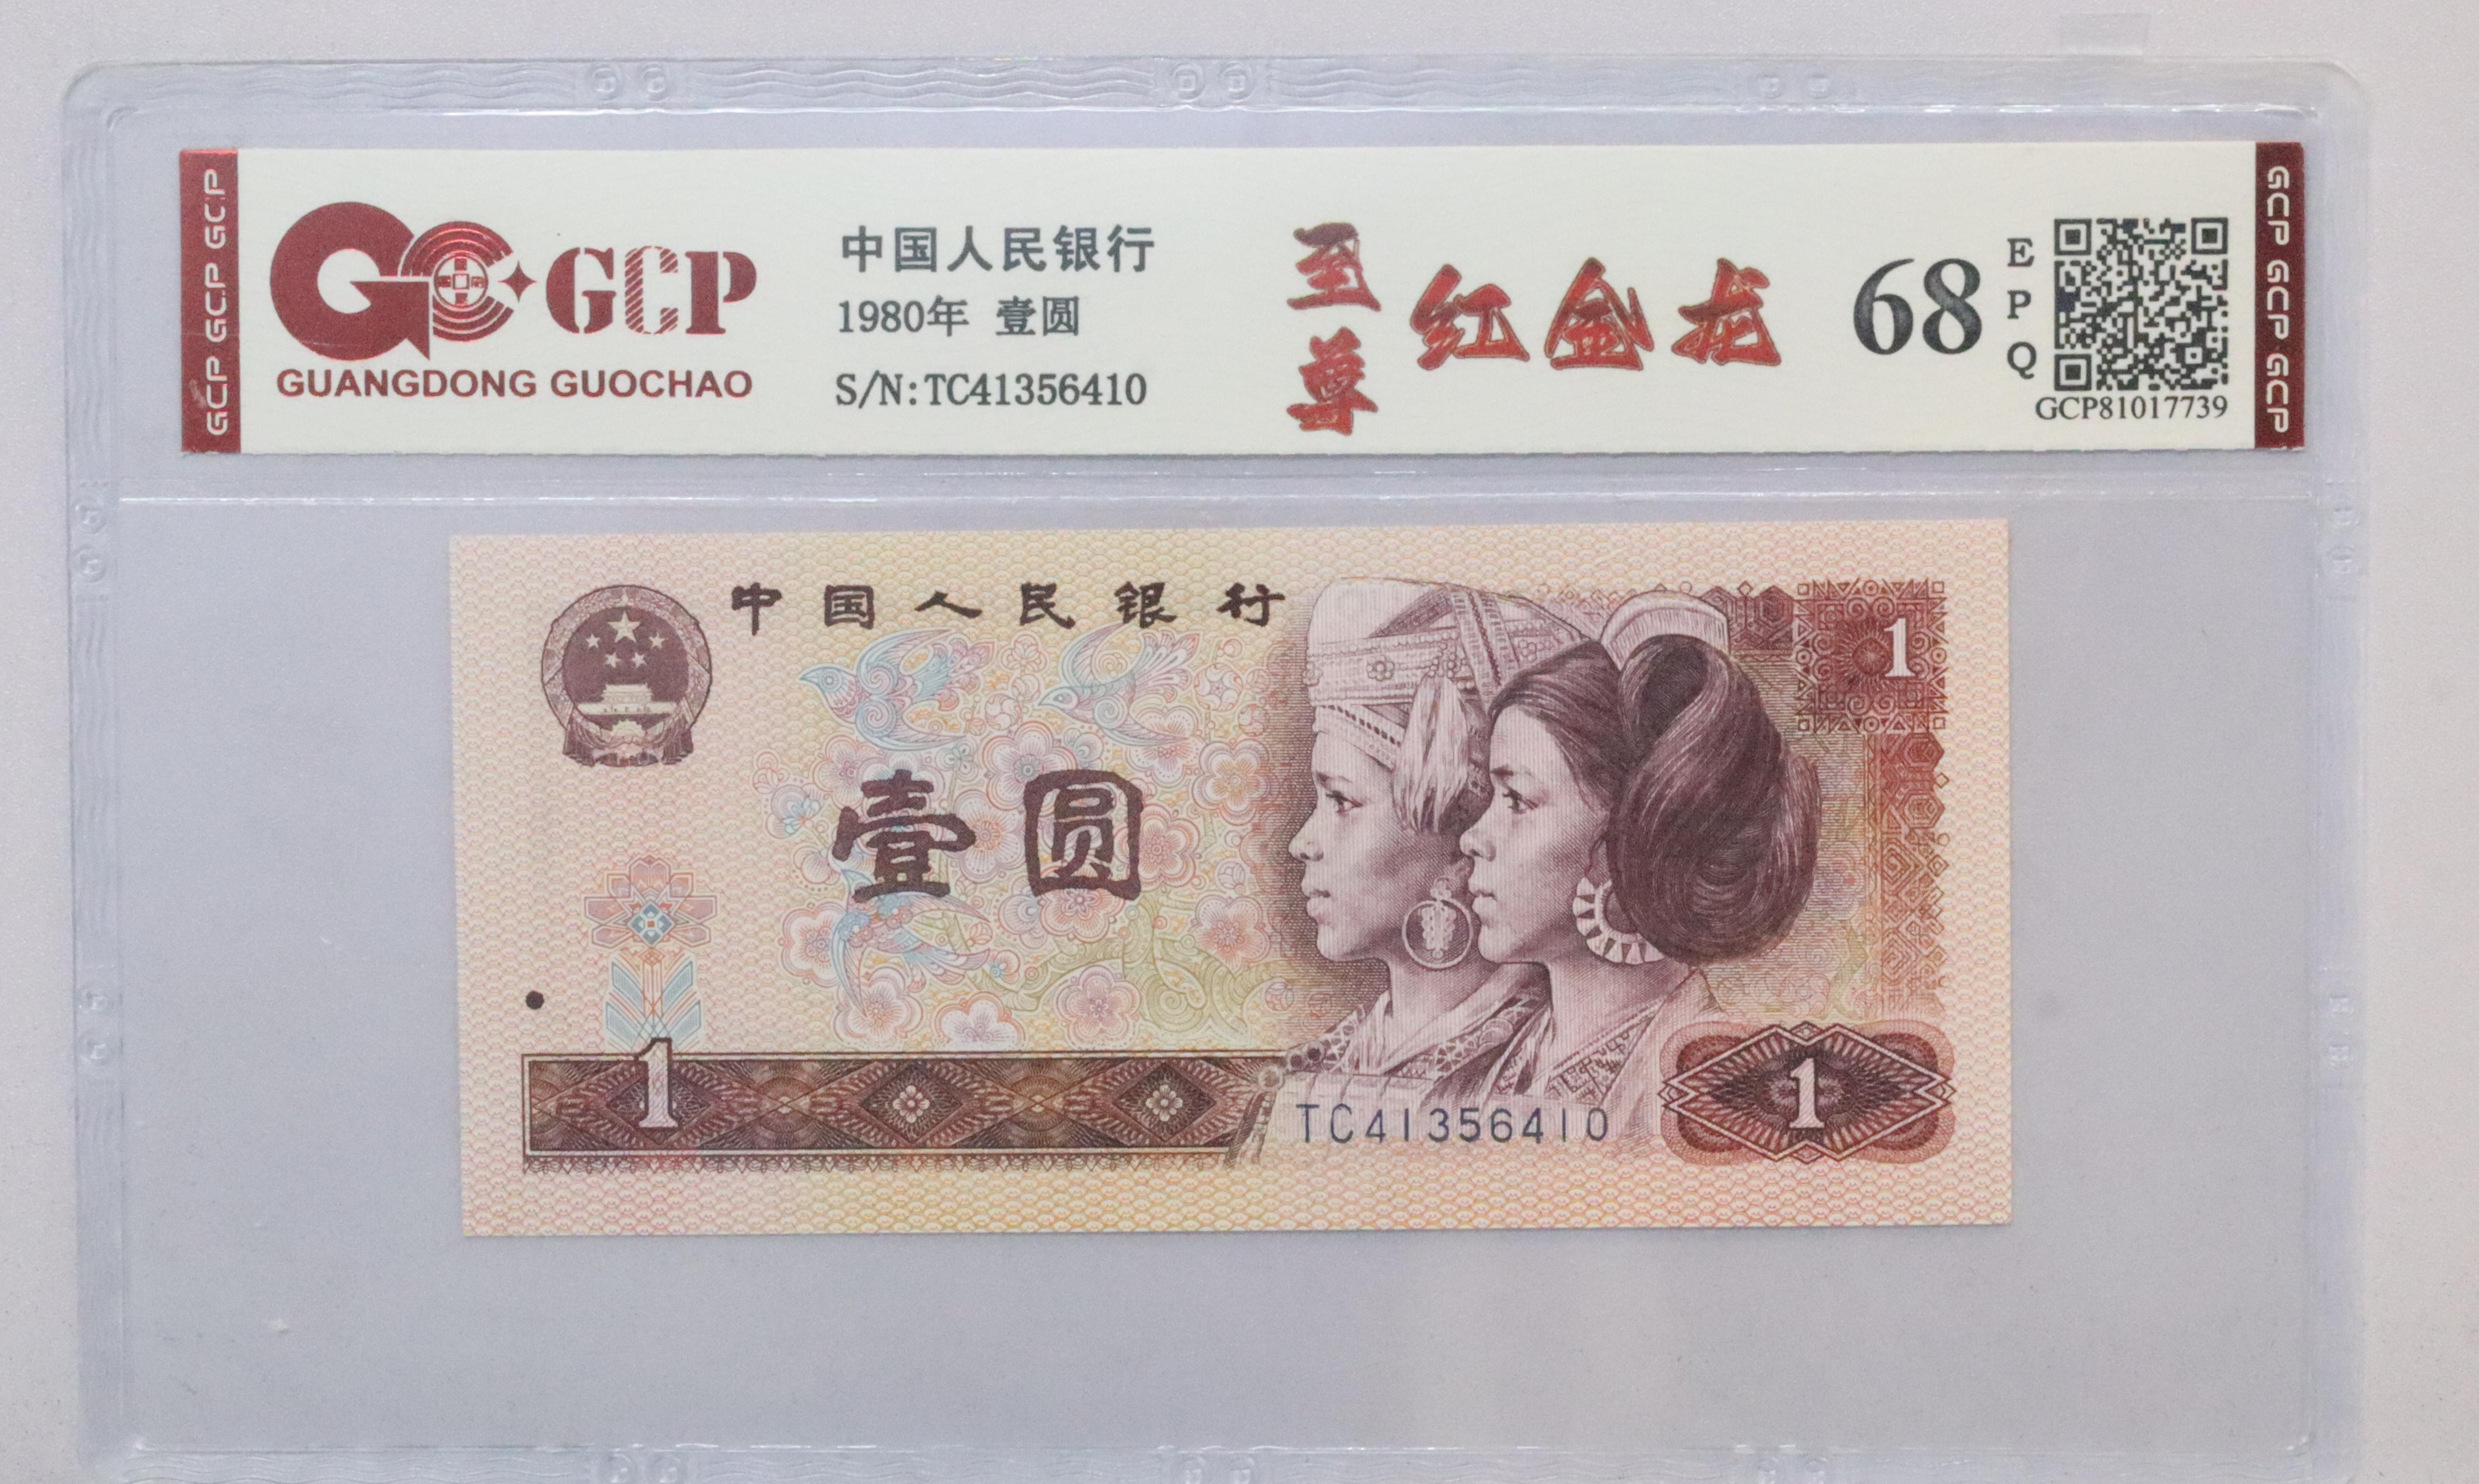 GCP GCP GCP
GCP
GUANGDONG GUOCHAO
中国人民银行
1980年 壹圆
S/N:TC41356410
至尊
红金龙
68
EPQ
GCP81017739
GCP GCP GCP
中国人民银行
1
壹圆
1
TC41356410
1